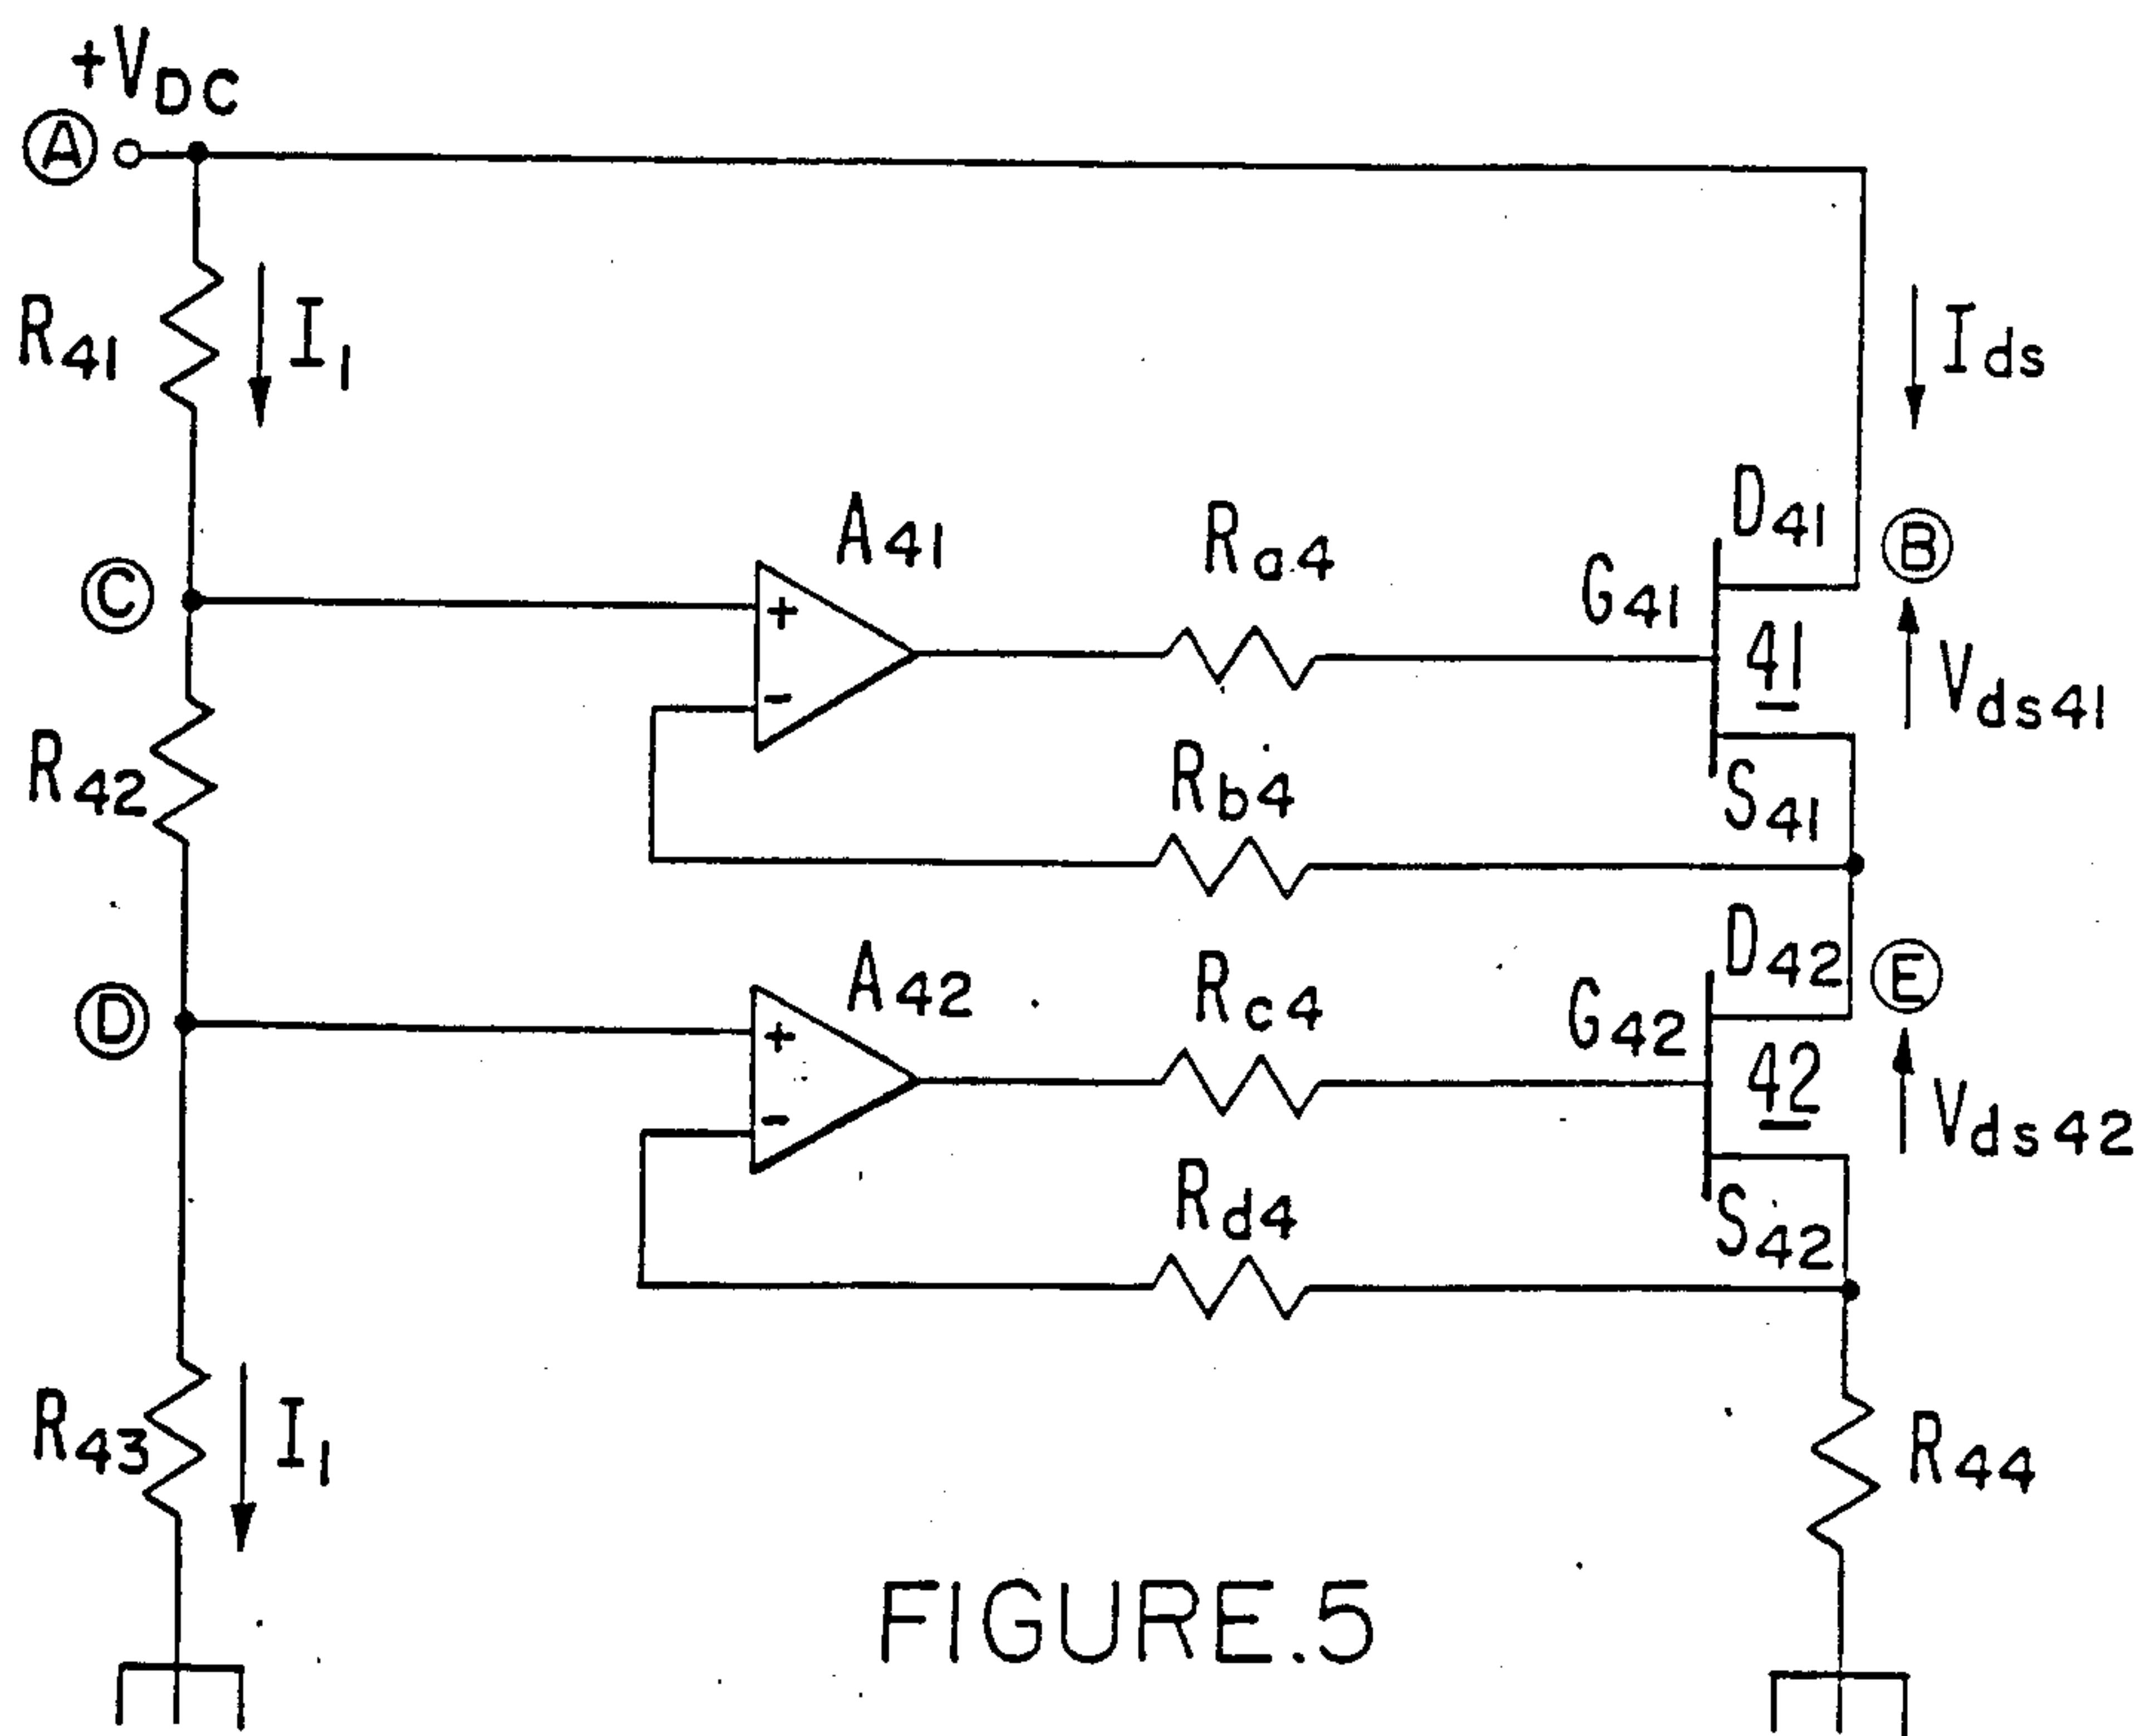 +VDC
A
R41
I1
Ids
D41
B
A41
Ra4
G41
C
+
41
Vds41
-
R42
Rb4
S41
D42
E
A42
Rc4
G42
D
+
42
Vds42
-
Rd4
S42
R43
I1
R44
FIGURE.5